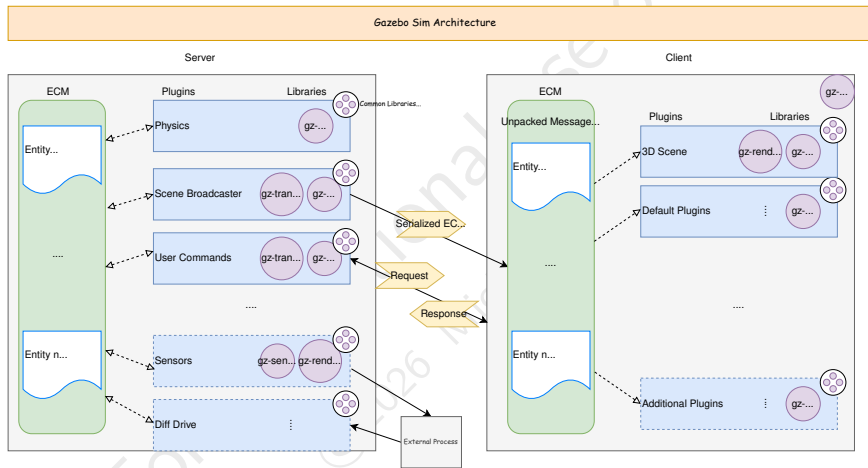 Gazebo Sim Architecture
Server
Client
ECM
Plugins
Libraries
Common Libraries...
Entity...
Physics
gz-...
Scene Broadcaster
gz-tran...
gz-...
....
User Commands
gz-tran...
gz-...
....
Entity n...
Sensors
gz-sen...
gz-rend...
Diff Drive
⋮
Serialized EC...
Request
Response
External Process
gz-...
ECM
Unpacked Message...
Plugins
Libraries
Entity...
3D Scene
gz-rend...
gz-...
Default Plugins
⋮
gz-...
....
....
Entity n...
Additional Plugins
⋮
gz-...